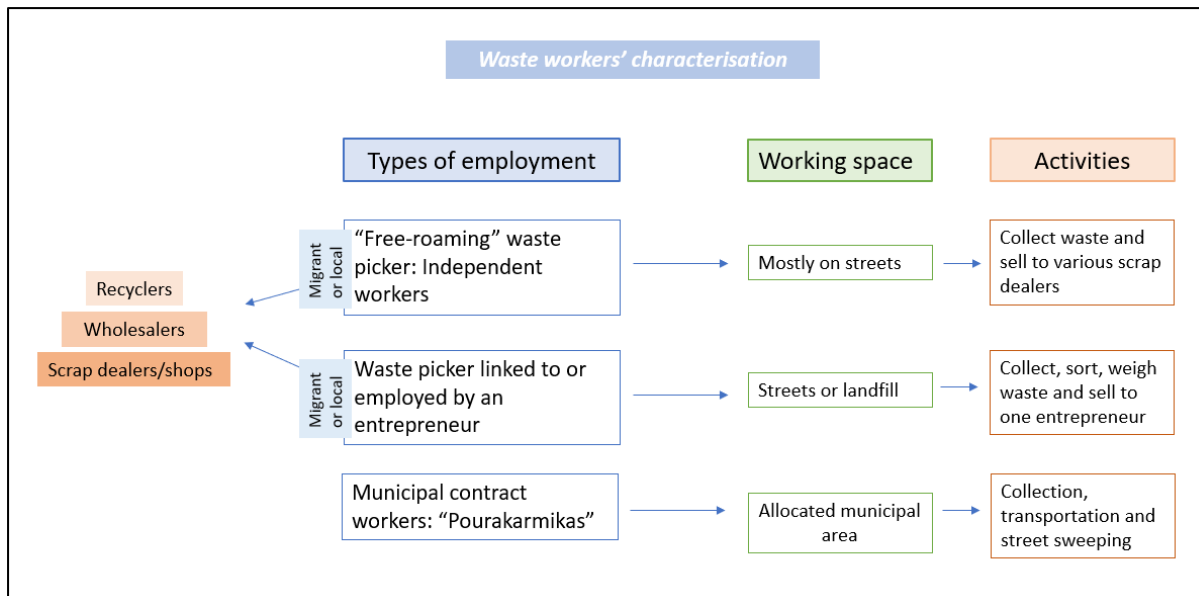 Waste workers' characterisation
Types of employment
Working space
Activities
Recyclers
Wholesalers
Scrap dealers/shops
Migrant
or local
“Free-roaming” waste
picker: Independent
workers
Mostly on streets
Collect waste and
sell to various scrap
dealers
Migrant
or local
Waste picker linked to or
employed by an
entrepreneur
Streets or landfill
Collect, sort, weigh
waste and sell to
one entrepreneur
Municipal contract
workers: “Pourakarmikas”
Allocated municipal
area
Collection,
transportation and
street sweeping